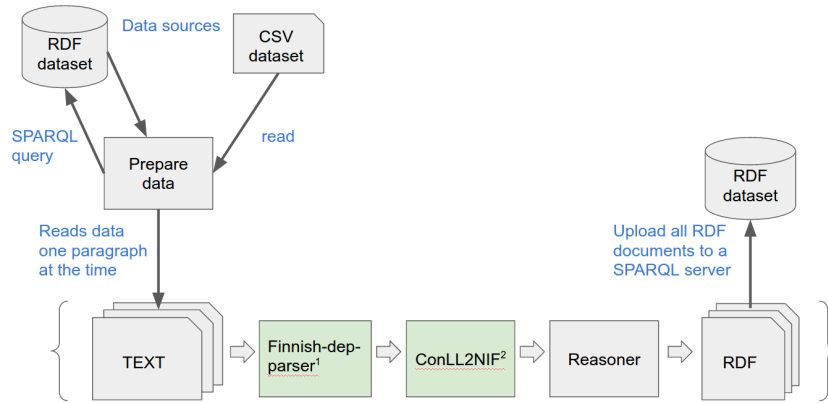 Data sources
RDF
dataset
CSV
dataset
SPARQL
query
read
Prepare
data
RDF
dataset
Reads data
one paragraph
at the time
Upload all RDF
documents to a
SPARQL server
TEXT
Finnish-dep-
parser¹
ConLL2NIF²
Reasoner
RDF